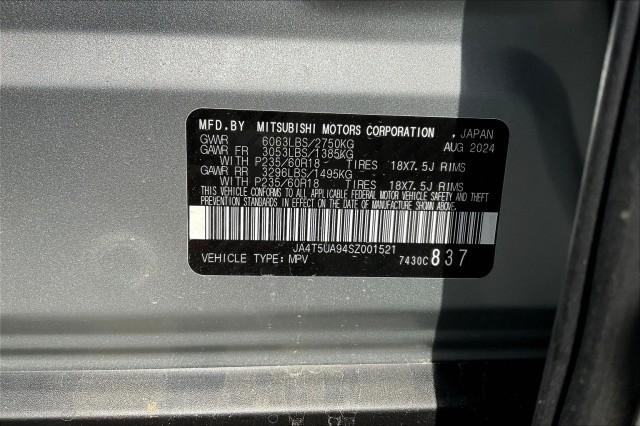 MFD.BY MITSUBISHI MOTORS CORPORATION , JAPAN
GVWR 6063LBS/2750KG AUG 2024
GAWR FR 3053LBS/1385KG
WITH P235/60R18 TIRES 18X7.5J RIMS
GAWR RR 3296LBS/1495KG
WITH P235/60R18 TIRES 18X7.5J RIMS
THIS VEHICLE CONFORMS TO ALL APPLICABLE FEDERAL MOTOR VEHICLE SAFETY AND THEFT
PREVENTION STANDARDS IN EFFECT ON THE DATE OF MANUFACTURE SHOWN ABOVE.
JA4T5UA94SZ001521
VEHICLE TYPE:MPV 7430C 837